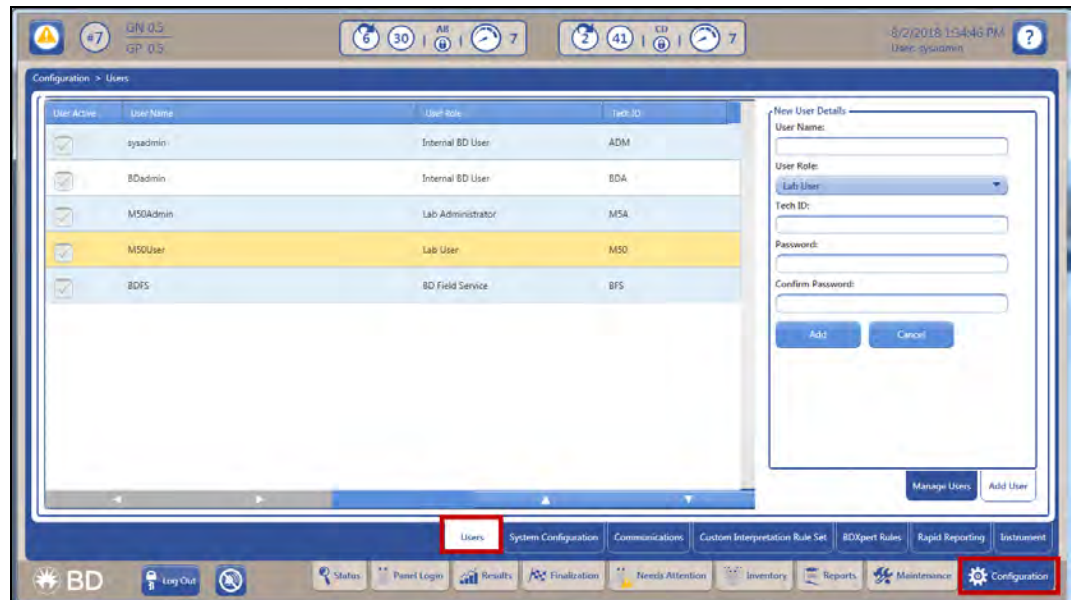 #7
GN 0.5
GP 0.5
6 30 AB 7
2 41 CD 7
8/2/2018 1:34:46 PM
User: sysadmin
?
Configuration > Users
User Active User Name User Role Tech ID
sysadmin Internal BD User ADM
BDadmin Internal BD User BDA
M50Admin Lab Administrator M5A
M50User Lab User M50
BDFS BD Field Service BFS
New User Details
User Name:
User Role:
Lab User
Tech ID:
Password:
Confirm Password:
Add Cancel
Manage Users Add User
Users System Configuration Communications Custom Interpretation Rule Set BDXpert Rules Rapid Reporting Instrument
BD Log Out Status Panel Login Results Finalization Needs Attention Inventory Reports Maintenance Configuration